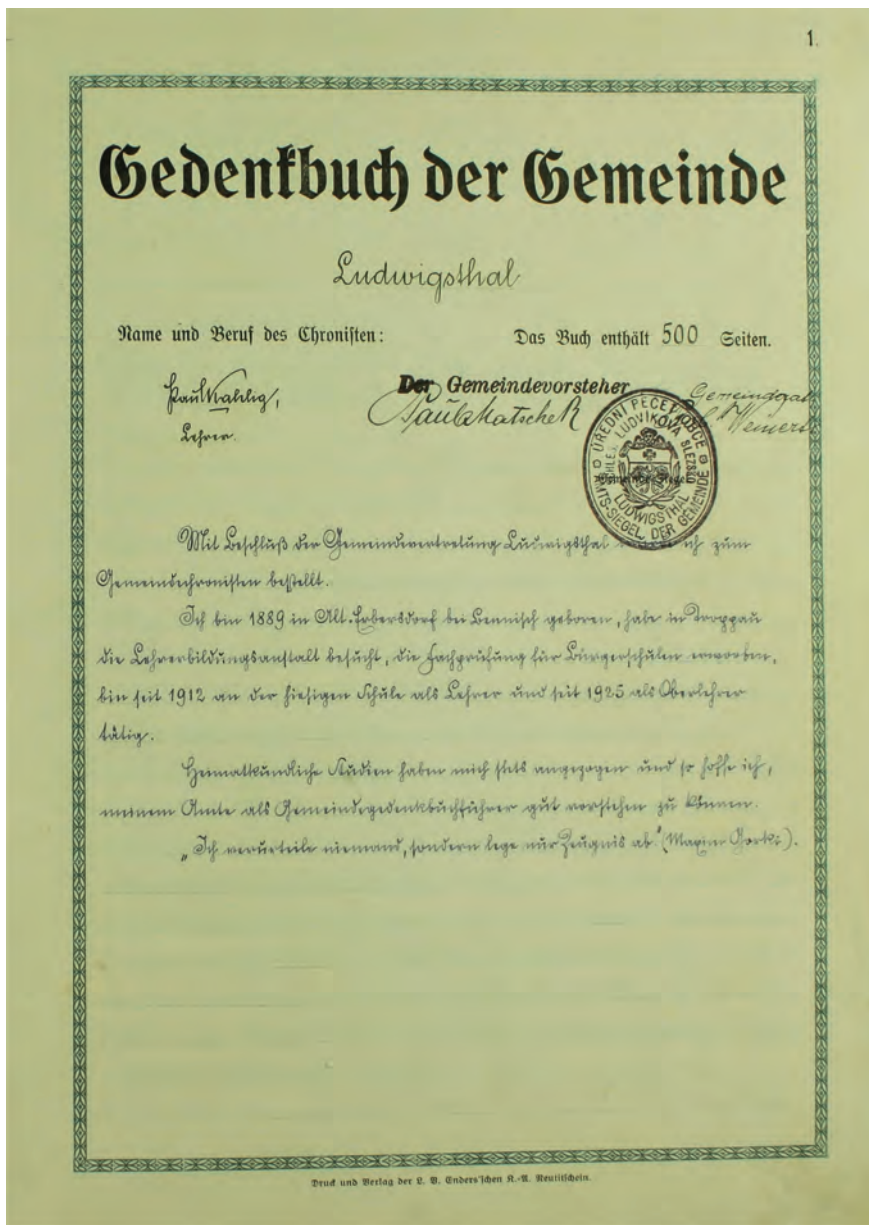 1.
Gedenkbuch der Gemeinde
Ludwigsthal
Name und Beruf des Chronisten: Das Buch enthält 500 Seiten.
Paul Kahlig, Der Gemeindevorsteher
Lehrer. Paul Matscher
ÚŘEDNÍ PEČEŤ OBCE LUDVÍKOVA SLEZSKO
AMTS-SIEGEL DER GEMEINDE LUDWIGSTHAL
Mit Beschluß der Gemeindevertretung Ludwigsthal ich zum
Gemeindechronisten bestellt.
Ich bin 1889 in Alt-Erbersdorf bei Bennisch geboren, habe in Troppau
die Lehrerbildungsanstalt besucht, die Fachprüfung für Bürgerschulen erworben,
bin seit 1912 an der hiesigen Schule als Lehrer und seit 1925 als Oberlehrer
tätig.
Heimatkundliche Studien haben mich stets angezogen und so hoffe ich,
meinem Amte als Gemeindegedenkbuchführer gut vorstehen zu können.
„Ich verurteile niemand, sondern lege nur Zeugnis ab." (Maxim Gorki).
Druck und Verlag der L. V. Enders'schen K.-A. Neutitschein.